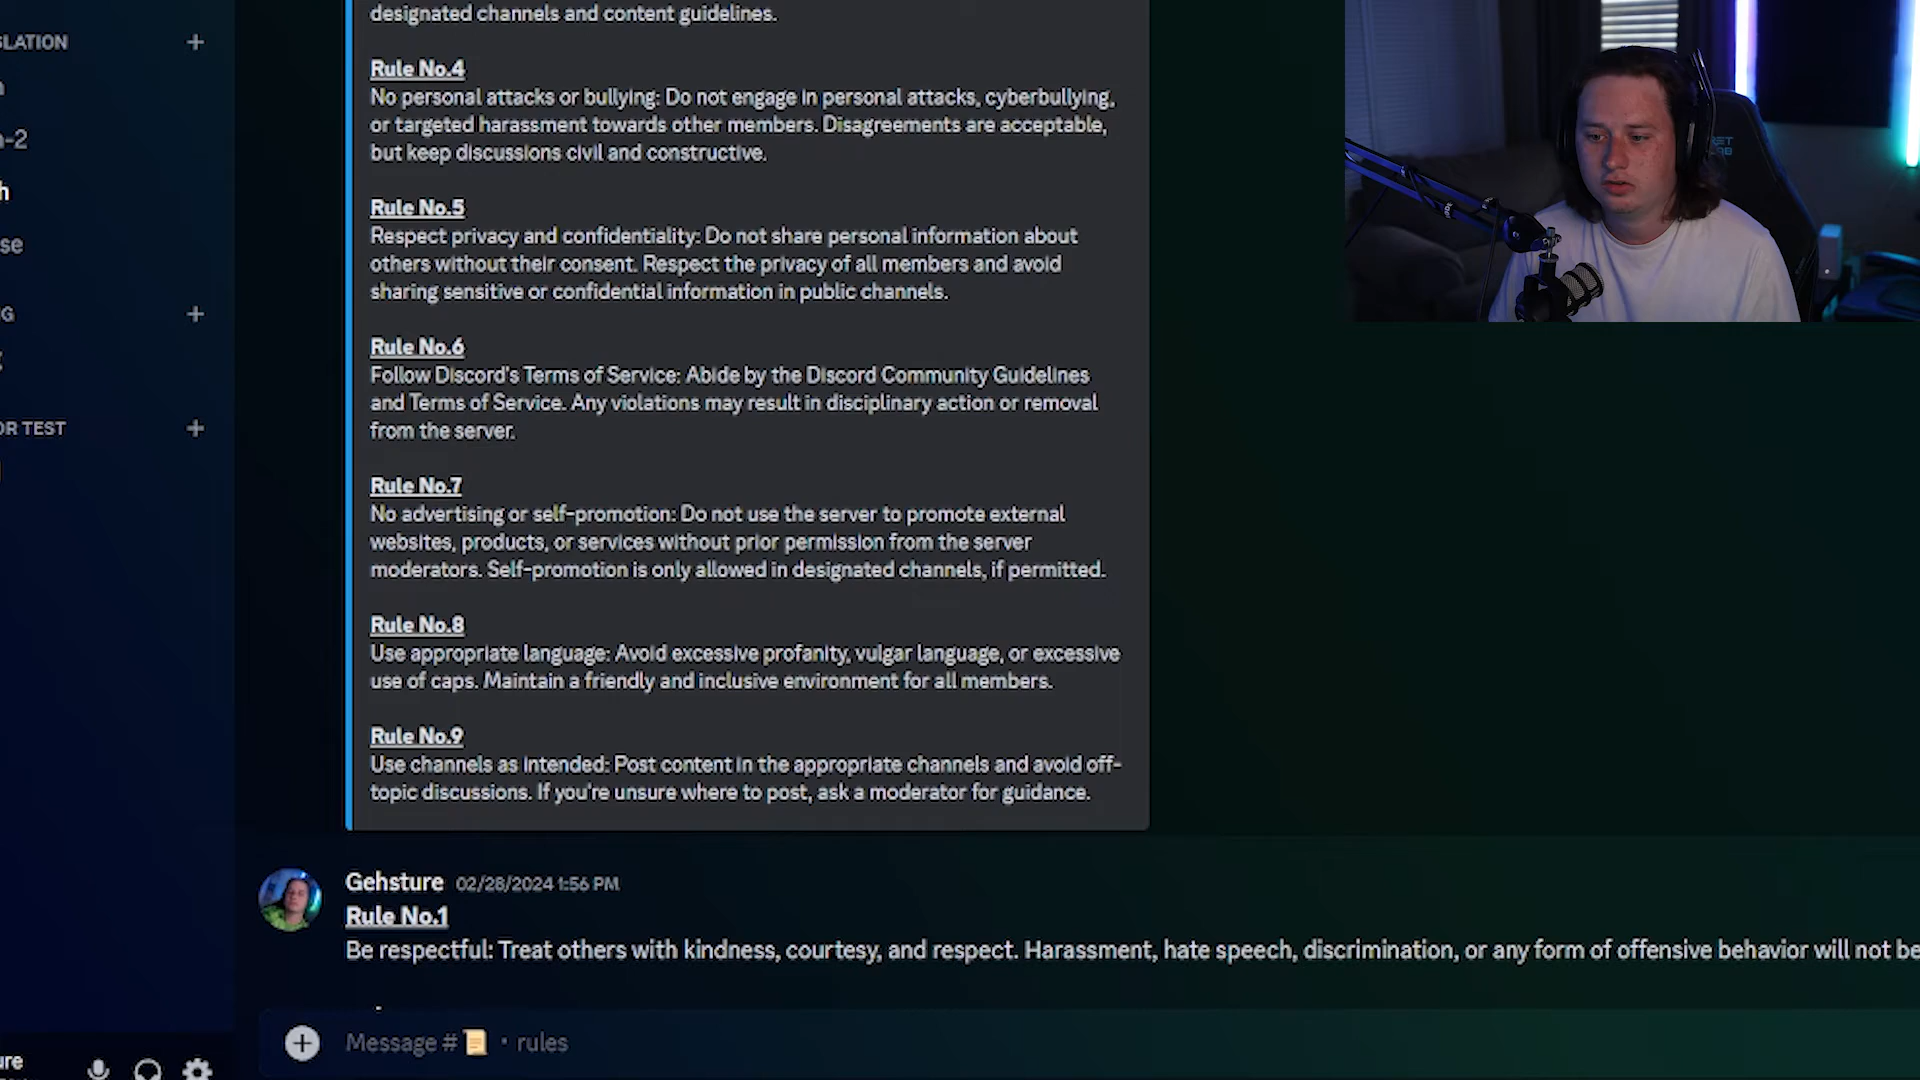 designated channels and content guidelines.
SLATION
Rule No.4
No personal attacks or bullying: Do not engage in personal attacks, cyberbullying,
or targeted harassment towards other members. Disagreements are acceptable,
but keep discussions civil and constructive.
-2
h
Rule No.5
Respect privacy and confidentiality: Do not share personal information about
others without their consent. Respect the privacy of all members and avoid
sharing sensitive or confidential information in public channels.
se
G
Rule No.6
Follow Discord's Terms of Service: Abide by the Discord Community Guidelines
and Terms of Service. Any violations may result in disciplinary action or removal
from the server.
OR TEST
Rule No.7
No advertising or self-promotion: Do not use the server to promote external
websites, products, or services without prior permission from the server
moderators. Self-promotion is only allowed in designated channels, if permitted.
Rule No.8
Use appropriate language: Avoid excessive profanity, vulgar language, or excessive
use of caps. Maintain a friendly and inclusive environment for all members.
Rule No.9
Use channels as intended: Post content in the appropriate channels and avoid off-
topic discussions. If you're unsure where to post, ask a moderator for guidance.
Gehsture 02/28/2024 1:56 PM
Rule No.1
Be respectful: Treat others with kindness, courtesy, and respect. Harassment, hate speech, discrimination, or any form of offensive behavior will not be
Message # 📜 · rules
ure